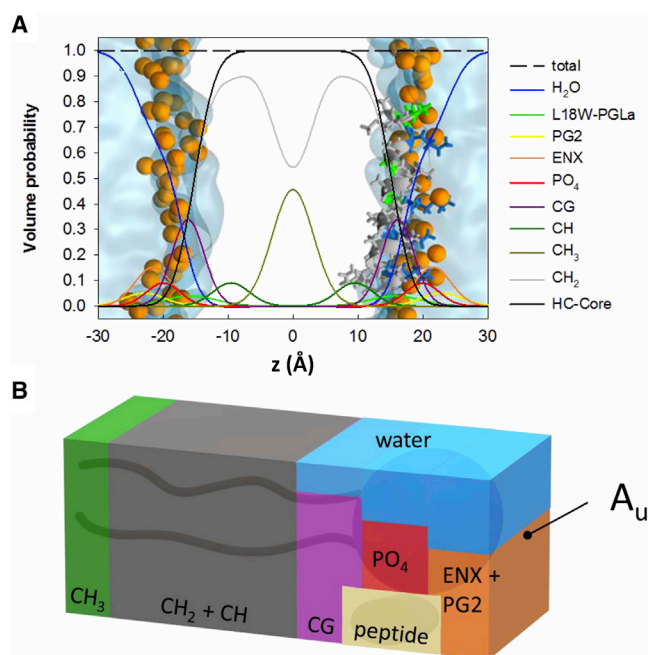 A
Volume probability
1.0
0.9
0.8
0.7
0.6
0.5
0.4
0.3
0.2
0.1
0.0
-30 -20 -10 0 10 20 30
z (Å)
total
H₂O
L18W-PGLa
PG2
ENX
PO₄
CG
CH
CH₃
CH₂
HC-Core
B
water
Aᵤ
PO₄
ENX +
PG2
CH₃
CH₂ + CH
CG
peptide